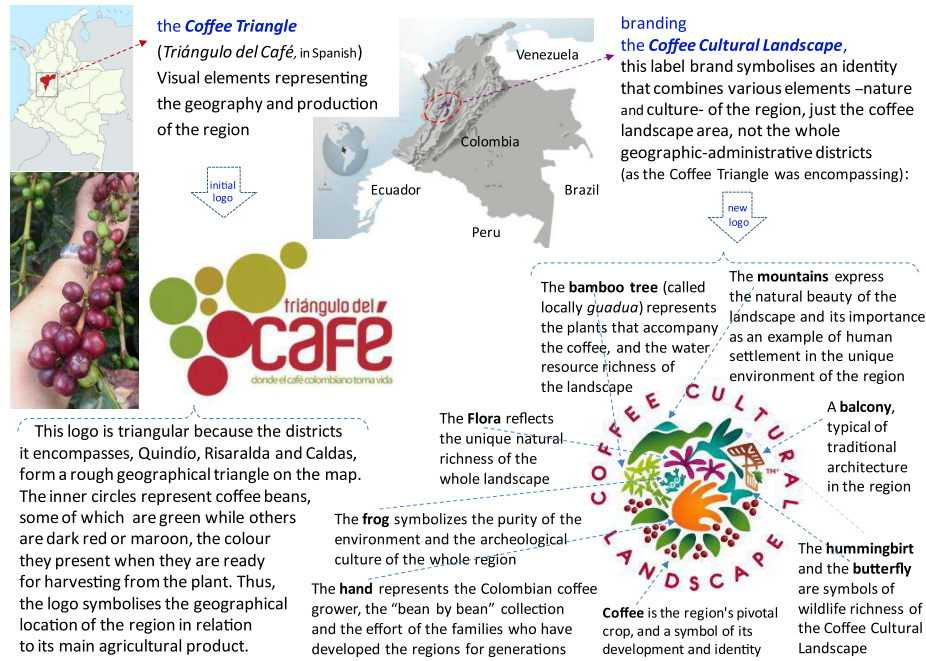 the Coffee Triangle
(Triángulo del Café, in Spanish)
Visual elements representing
the geography and production
of the region
initial
logo
triángulo del
café
donde el café colombiano toma vida
This logo is triangular because the districts
it encompasses, Quindío, Risaralda and Caldas,
form a rough geographical triangle on the map.
The inner circles represent coffee beans,
some of which are green while others
are dark red or maroon, the colour
they present when they are ready
for harvesting from the plant. Thus,
the logo symbolises the geographical
location of the region in relation
to its main agricultural product.
Venezuela
Colombia
Ecuador
Brazil
Peru
branding
the Coffee Cultural Landscape,
this label brand symbolises an identity
that combines various elements –nature
and culture- of the region, just the coffee
landscape area, not the whole
geographic-administrative districts
(as the Coffee Triangle was encompassing):
new
logo
The bamboo tree (called
locally guadua) represents
the plants that accompany
the coffee, and the water
resource richness of
the landscape
The mountains express
the natural beauty of the
landscape and its importance
as an example of human
settlement in the unique
environment of the region
The Flora reflects
the unique natural
richness of the
whole landscape
A balcony,
typical of
traditional
architecture
in the region
COFFEE CULTURAL
LANDSCAPE
TM
The frog symbolizes the purity of the
environment and the archeological
culture of the whole region
The hand represents the Colombian coffee
grower, the “bean by bean” collection
and the effort of the families who have
developed the regions for generations
Coffee is the region's pivotal
crop, and a symbol of its
development and identity
The hummingbirt
and the butterfly
are symbols of
wildlife richness of
the Coffee Cultural
Landscape